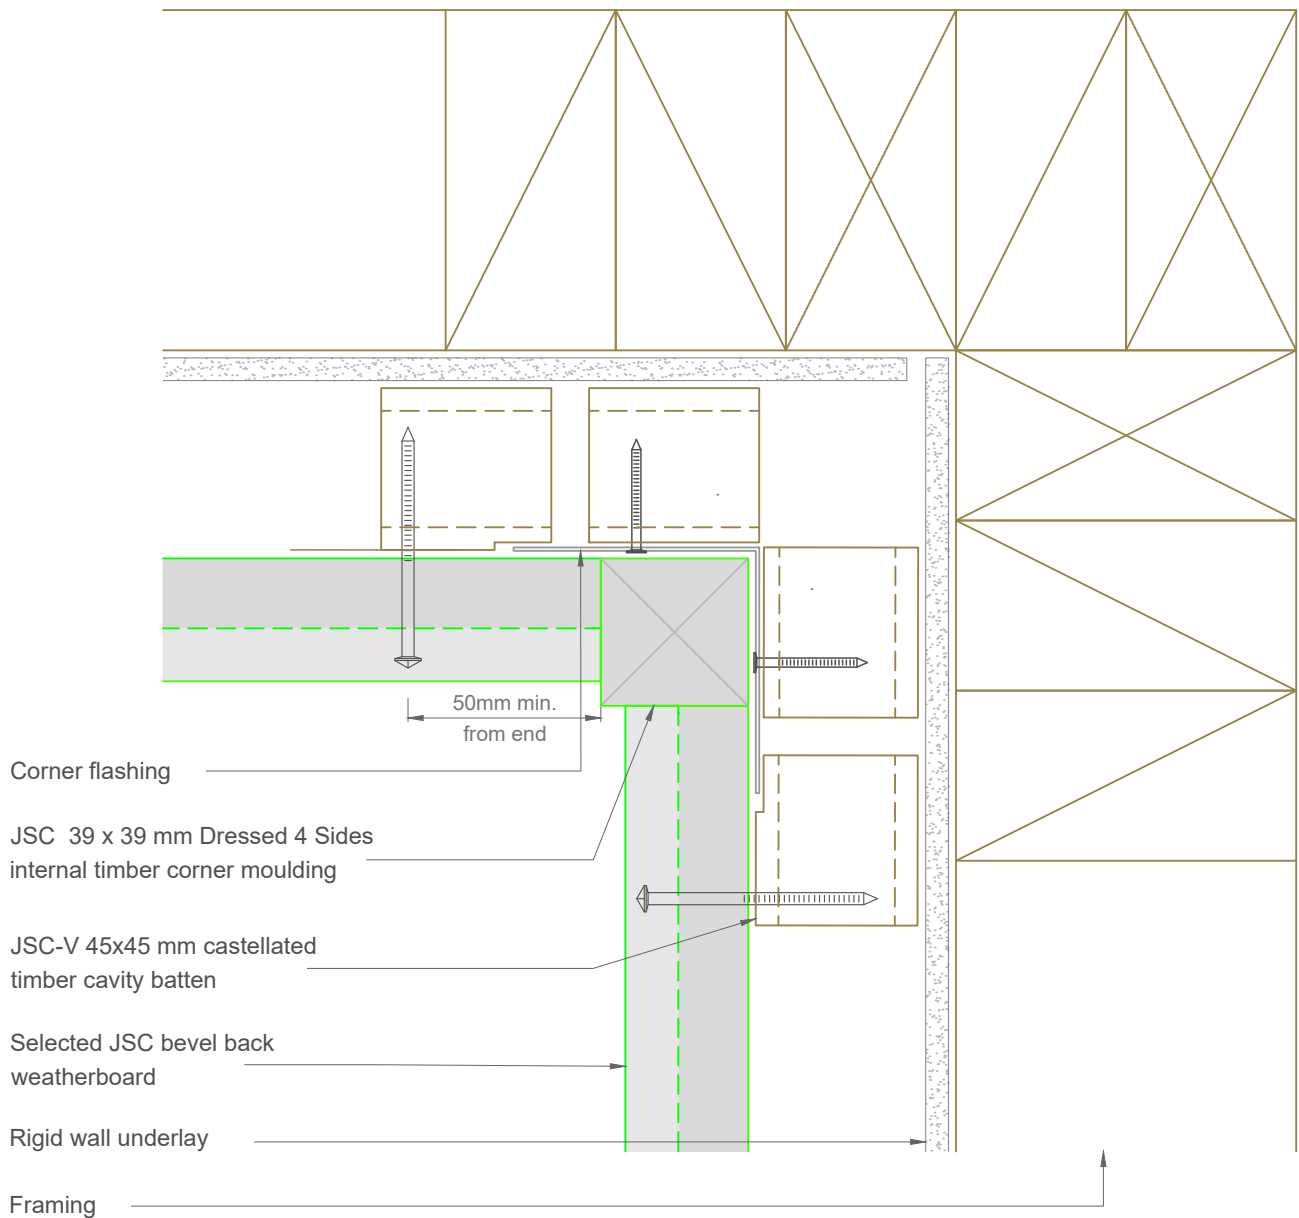 50mm min.
from end
Corner flashing
JSC  39 x 39 mm Dressed 4 Sides
internal timber corner moulding
JSC-V 45x45 mm castellated
timber cavity batten
Selected JSC bevel back
weatherboard
Rigid wall underlay
Framing